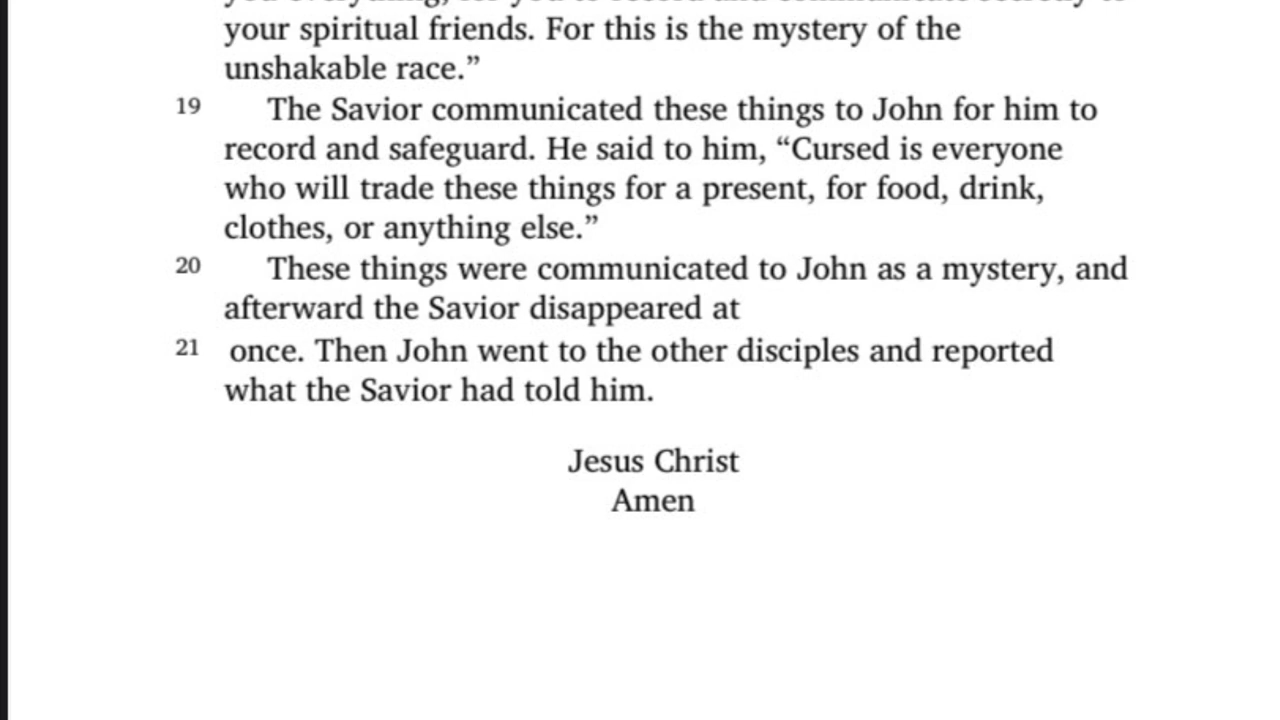 your spiritual friends. For this is the mystery of the
unshakable race.”
19 The Savior communicated these things to John for him to
record and safeguard. He said to him, “Cursed is everyone
who will trade these things for a present, for food, drink,
clothes, or anything else.”
20 These things were communicated to John as a mystery, and
afterward the Savior disappeared at
21 once. Then John went to the other disciples and reported
what the Savior had told him.
Jesus Christ
Amen